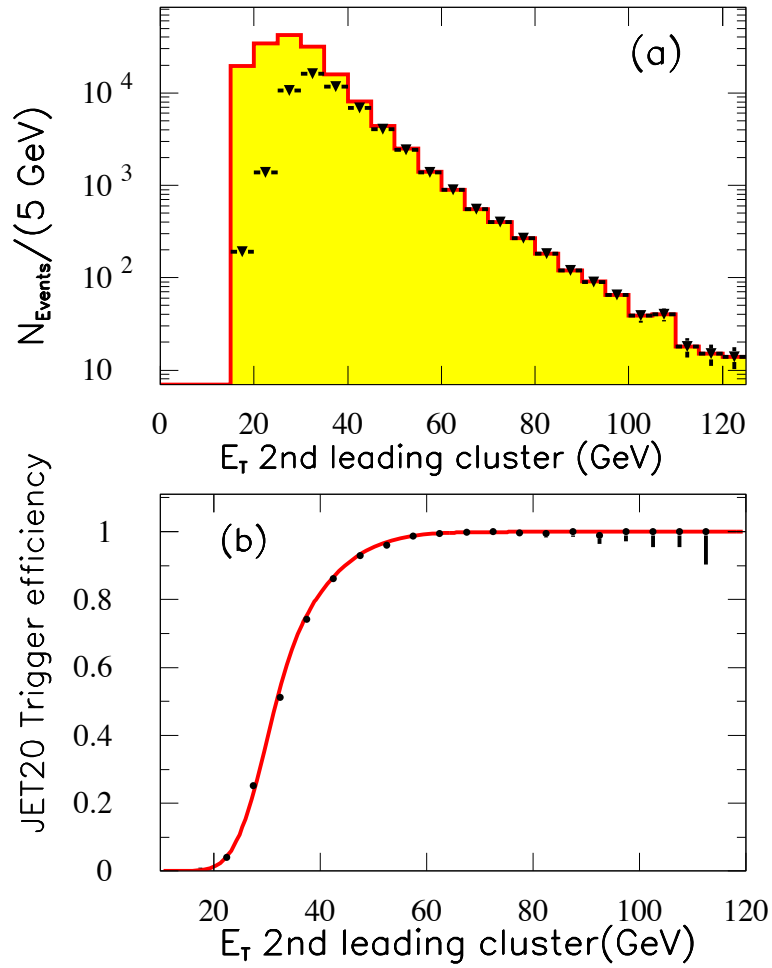 (a)
N_Events/(5 GeV)
10^4
10^3
10^2
10
0 20 40 60 80 100 120
E_T 2nd leading cluster (GeV)
(b)
JET20 Trigger efficiency
1
0.8
0.6
0.4
0.2
0
20 40 60 80 100 120
E_T 2nd leading cluster(GeV)